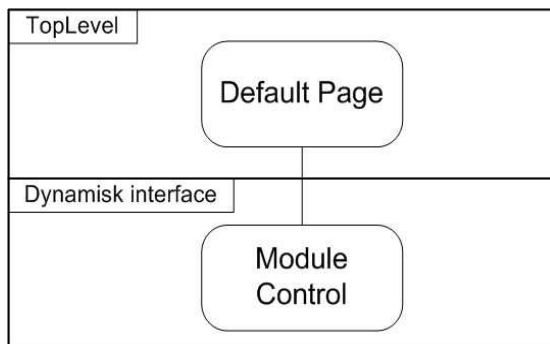 TopLevel
Default Page
Dynamisk interface
Module
Control